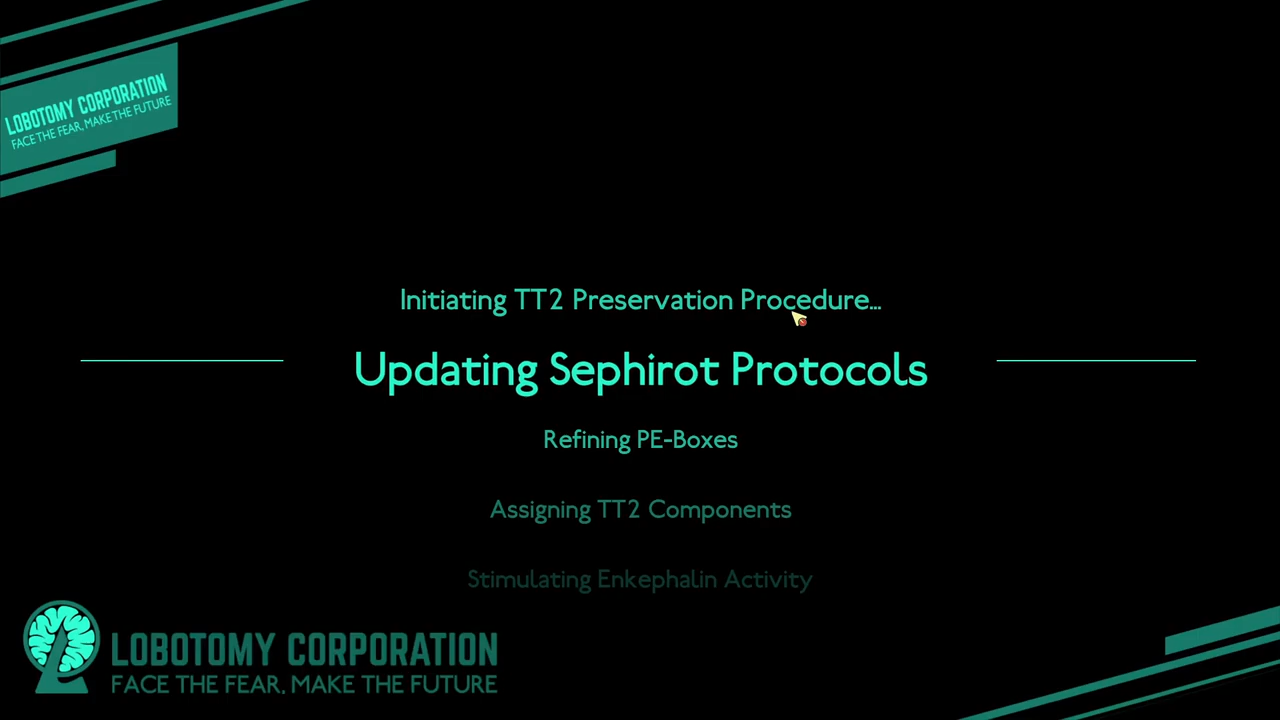 LOBOTOMY CORPORATION
FACE THE FEAR, MAKE THE FUTURE
Initiating TT2 Preservation Procedure...
Updating Sephirot Protocols
Refining PE-Boxes
Assigning TT2 Components
Stimulating Enkephalin Activity
LOBOTOMY CORPORATION
FACE THE FEAR, MAKE THE FUTURE